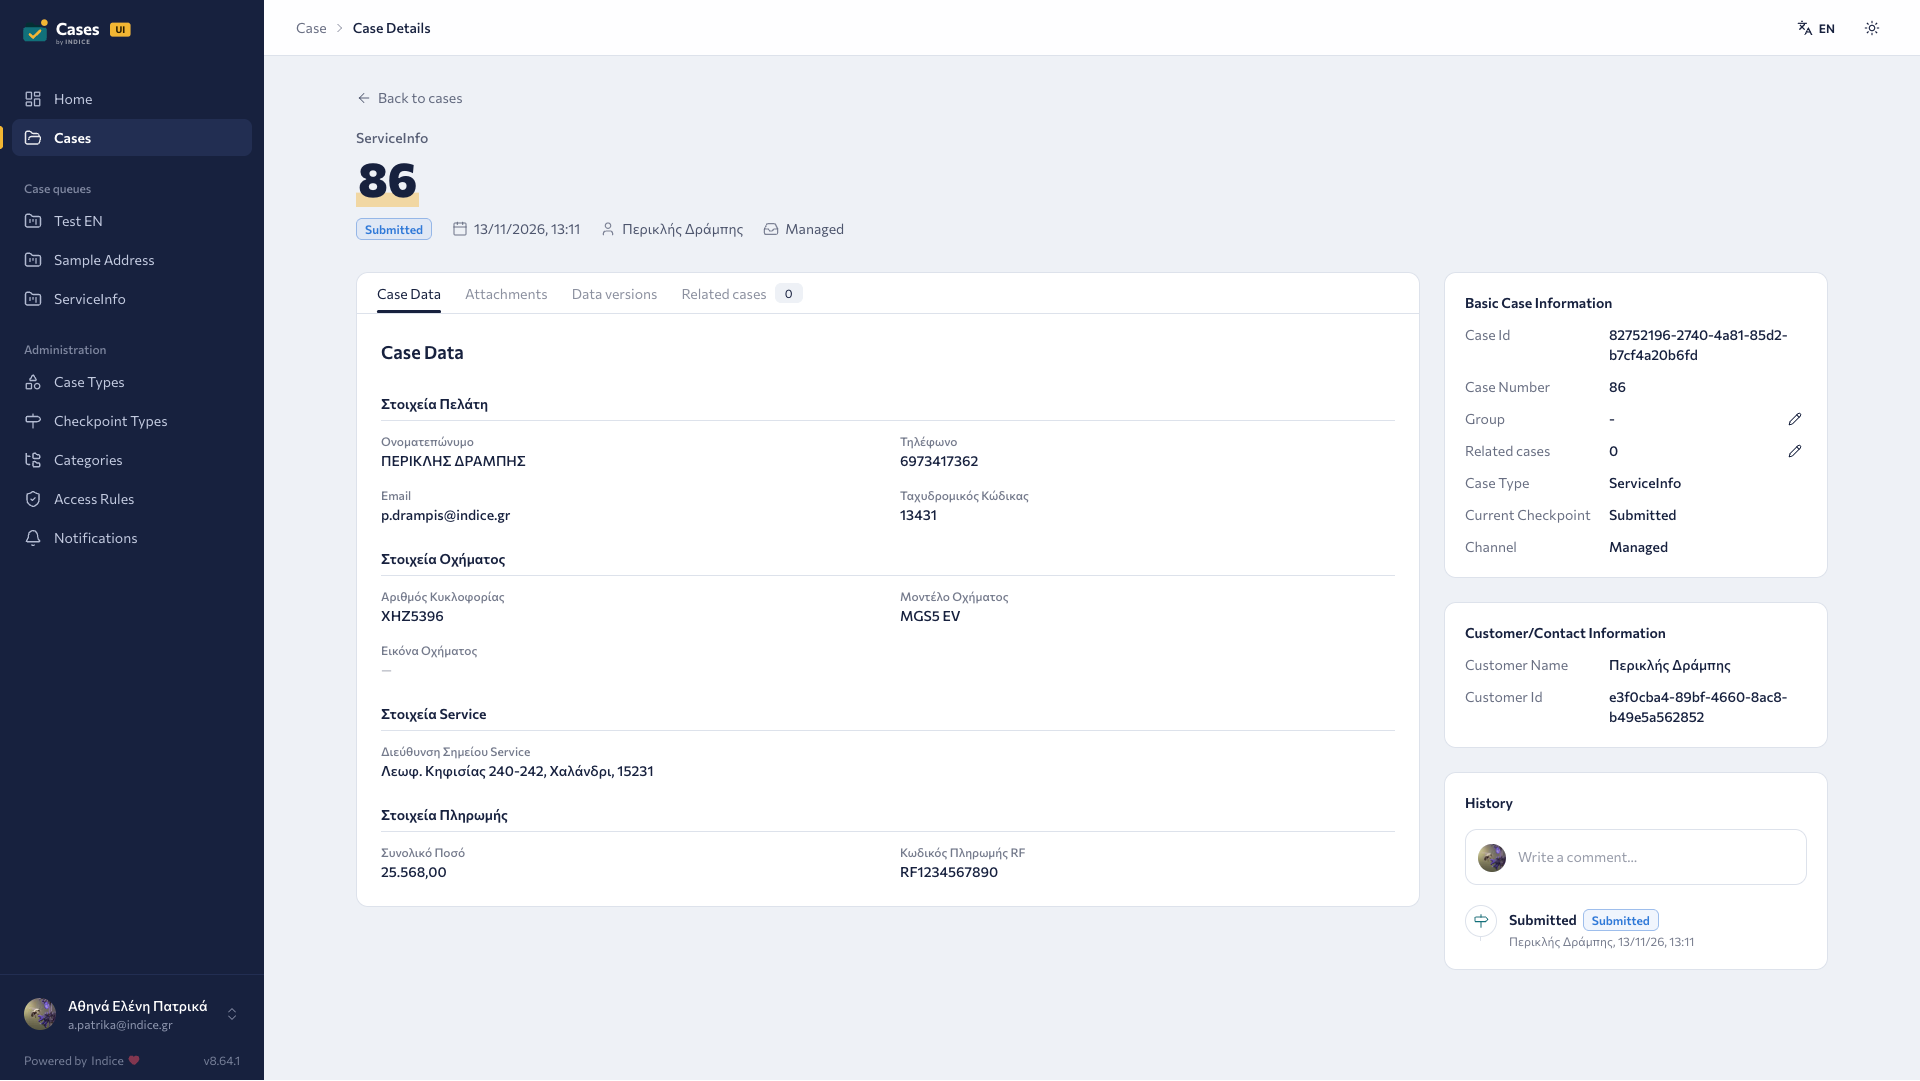 Cases UI
by INDICE
Home
Cases
Case queues
Test EN
Sample Address
ServiceInfo
Administration
Case Types
Checkpoint Types
Categories
Access Rules
Notifications
Αθηνά Ελένη Πατρικά
a.patrika@indice.gr
Powered by Indice
v8.64.1
Case
Case Details
EN
Back to cases
ServiceInfo
86
Submitted
13/11/2026, 13:11
Περικλής Δράμπης
Managed
Case Data
Attachments
Data versions
Related cases 0
Case Data
Στοιχεία Πελάτη
Ονοματεπώνυμο
ΠΕΡΙΚΛΗΣ ΔΡΑΜΠΗΣ
Τηλέφωνο
6973417362
Email
p.drampis@indice.gr
Ταχυδρομικός Κώδικας
13431
Στοιχεία Οχήματος
Αριθμός Κυκλοφορίας
ΧΗΖ5396
Μοντέλο Οχήματος
MGS5 EV
Εικόνα Οχήματος
—
Στοιχεία Service
Διεύθυνση Σημείου Service
Λεωφ. Κηφισίας 240-242, Χαλάνδρι, 15231
Στοιχεία Πληρωμής
Συνολικό Ποσό
25.568,00
Κωδικός Πληρωμής RF
RF1234567890
Basic Case Information
Case Id
82752196-2740-4a81-85d2-
b7cf4a20b6fd
Case Number
86
Group
-
Related cases
0
Case Type
ServiceInfo
Current Checkpoint
Submitted
Channel
Managed
Customer/Contact Information
Customer Name
Περικλής Δράμπης
Customer Id
e3f0cba4-89bf-4660-8ac8-
b49e5a562852
History
Write a comment...
Submitted Submitted
Περικλής Δράμπης, 13/11/26, 13:11